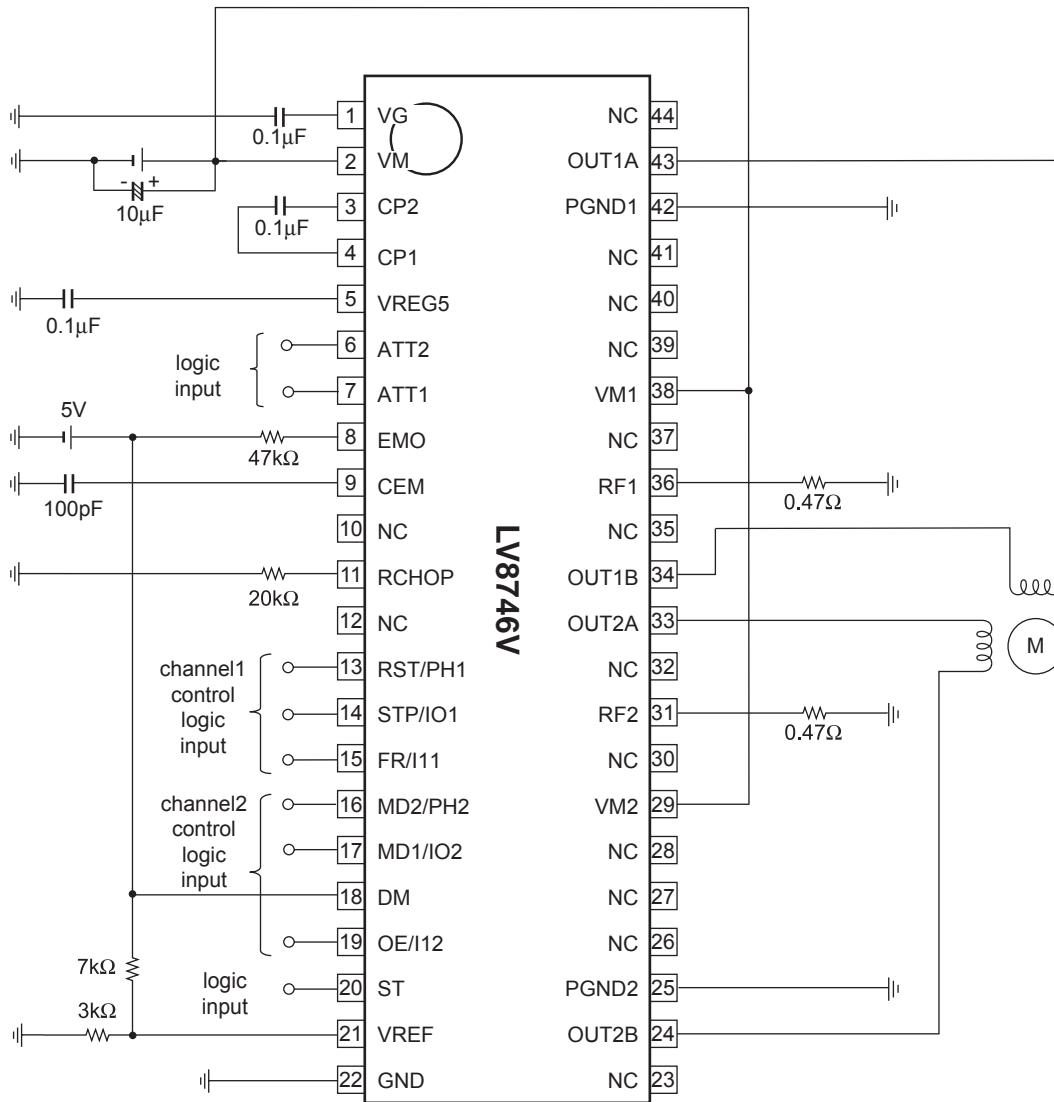 1 VG NC 44
0.1μF
2 VM OUT1A 43
- +
10μF
3 CP2 PGND1 42
0.1μF
4 CP1 NC 41
5 VREG5 NC 40
0.1μF
6 ATT2 NC 39
logic
input
7 ATT1 VM1 38
5V
8 EMO NC 37
47kΩ
9 CEM RF1 36
100pF
0.47Ω
10 NC NC 35
LV8746V
11 RCHOP OUT1B 34
20kΩ
12 NC OUT2A 33
M
channel1
control
logic
input
13 RST/PH1 NC 32
14 STP/IO1 RF2 31
0.47Ω
15 FR/I11 NC 30
channel2
control
logic
input
16 MD2/PH2 VM2 29
17 MD1/IO2 NC 28
18 DM NC 27
19 OE/I12 NC 26
7kΩ
logic
input
20 ST PGND2 25
3kΩ
21 VREF OUT2B 24
22 GND NC 23